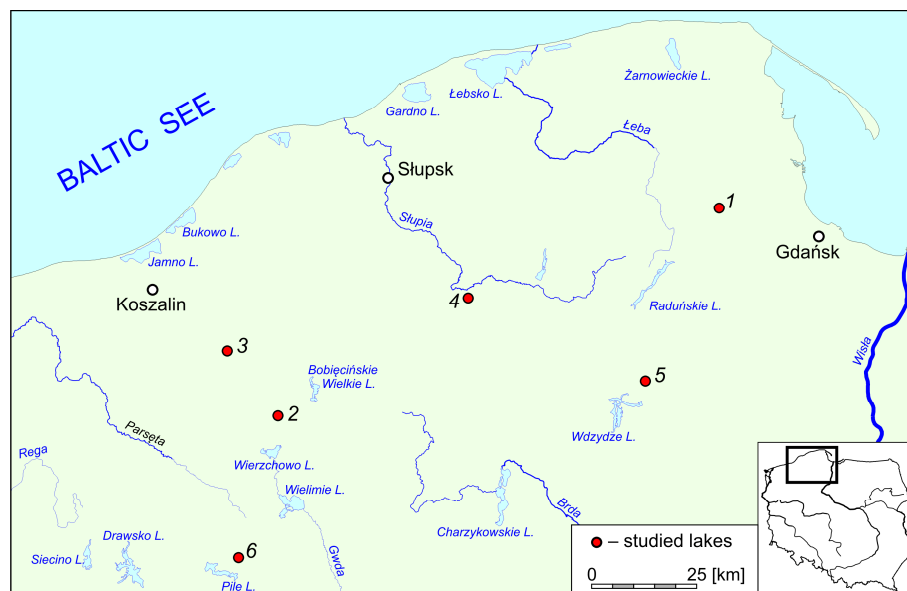 Żarnowieckie L.
Łebsko L.
Gardno L.
BALTIC SEE
Łeba
Słupsk
1
Słupia
Bukowo L.
Gdańsk
Jamno L.
Koszalin
4
Raduńskie L.
3
Wisła
Bobięcińskie
Wielkie L.
5
2
Parsęta
Wdzydze L.
Rega
Wierzchowo L.
Wielimie L.
Brda
Charzykowskie L.
Drawsko L.
Siecino L.
6
Gwda
Pile L.
– studied lakes
0 25 [km]